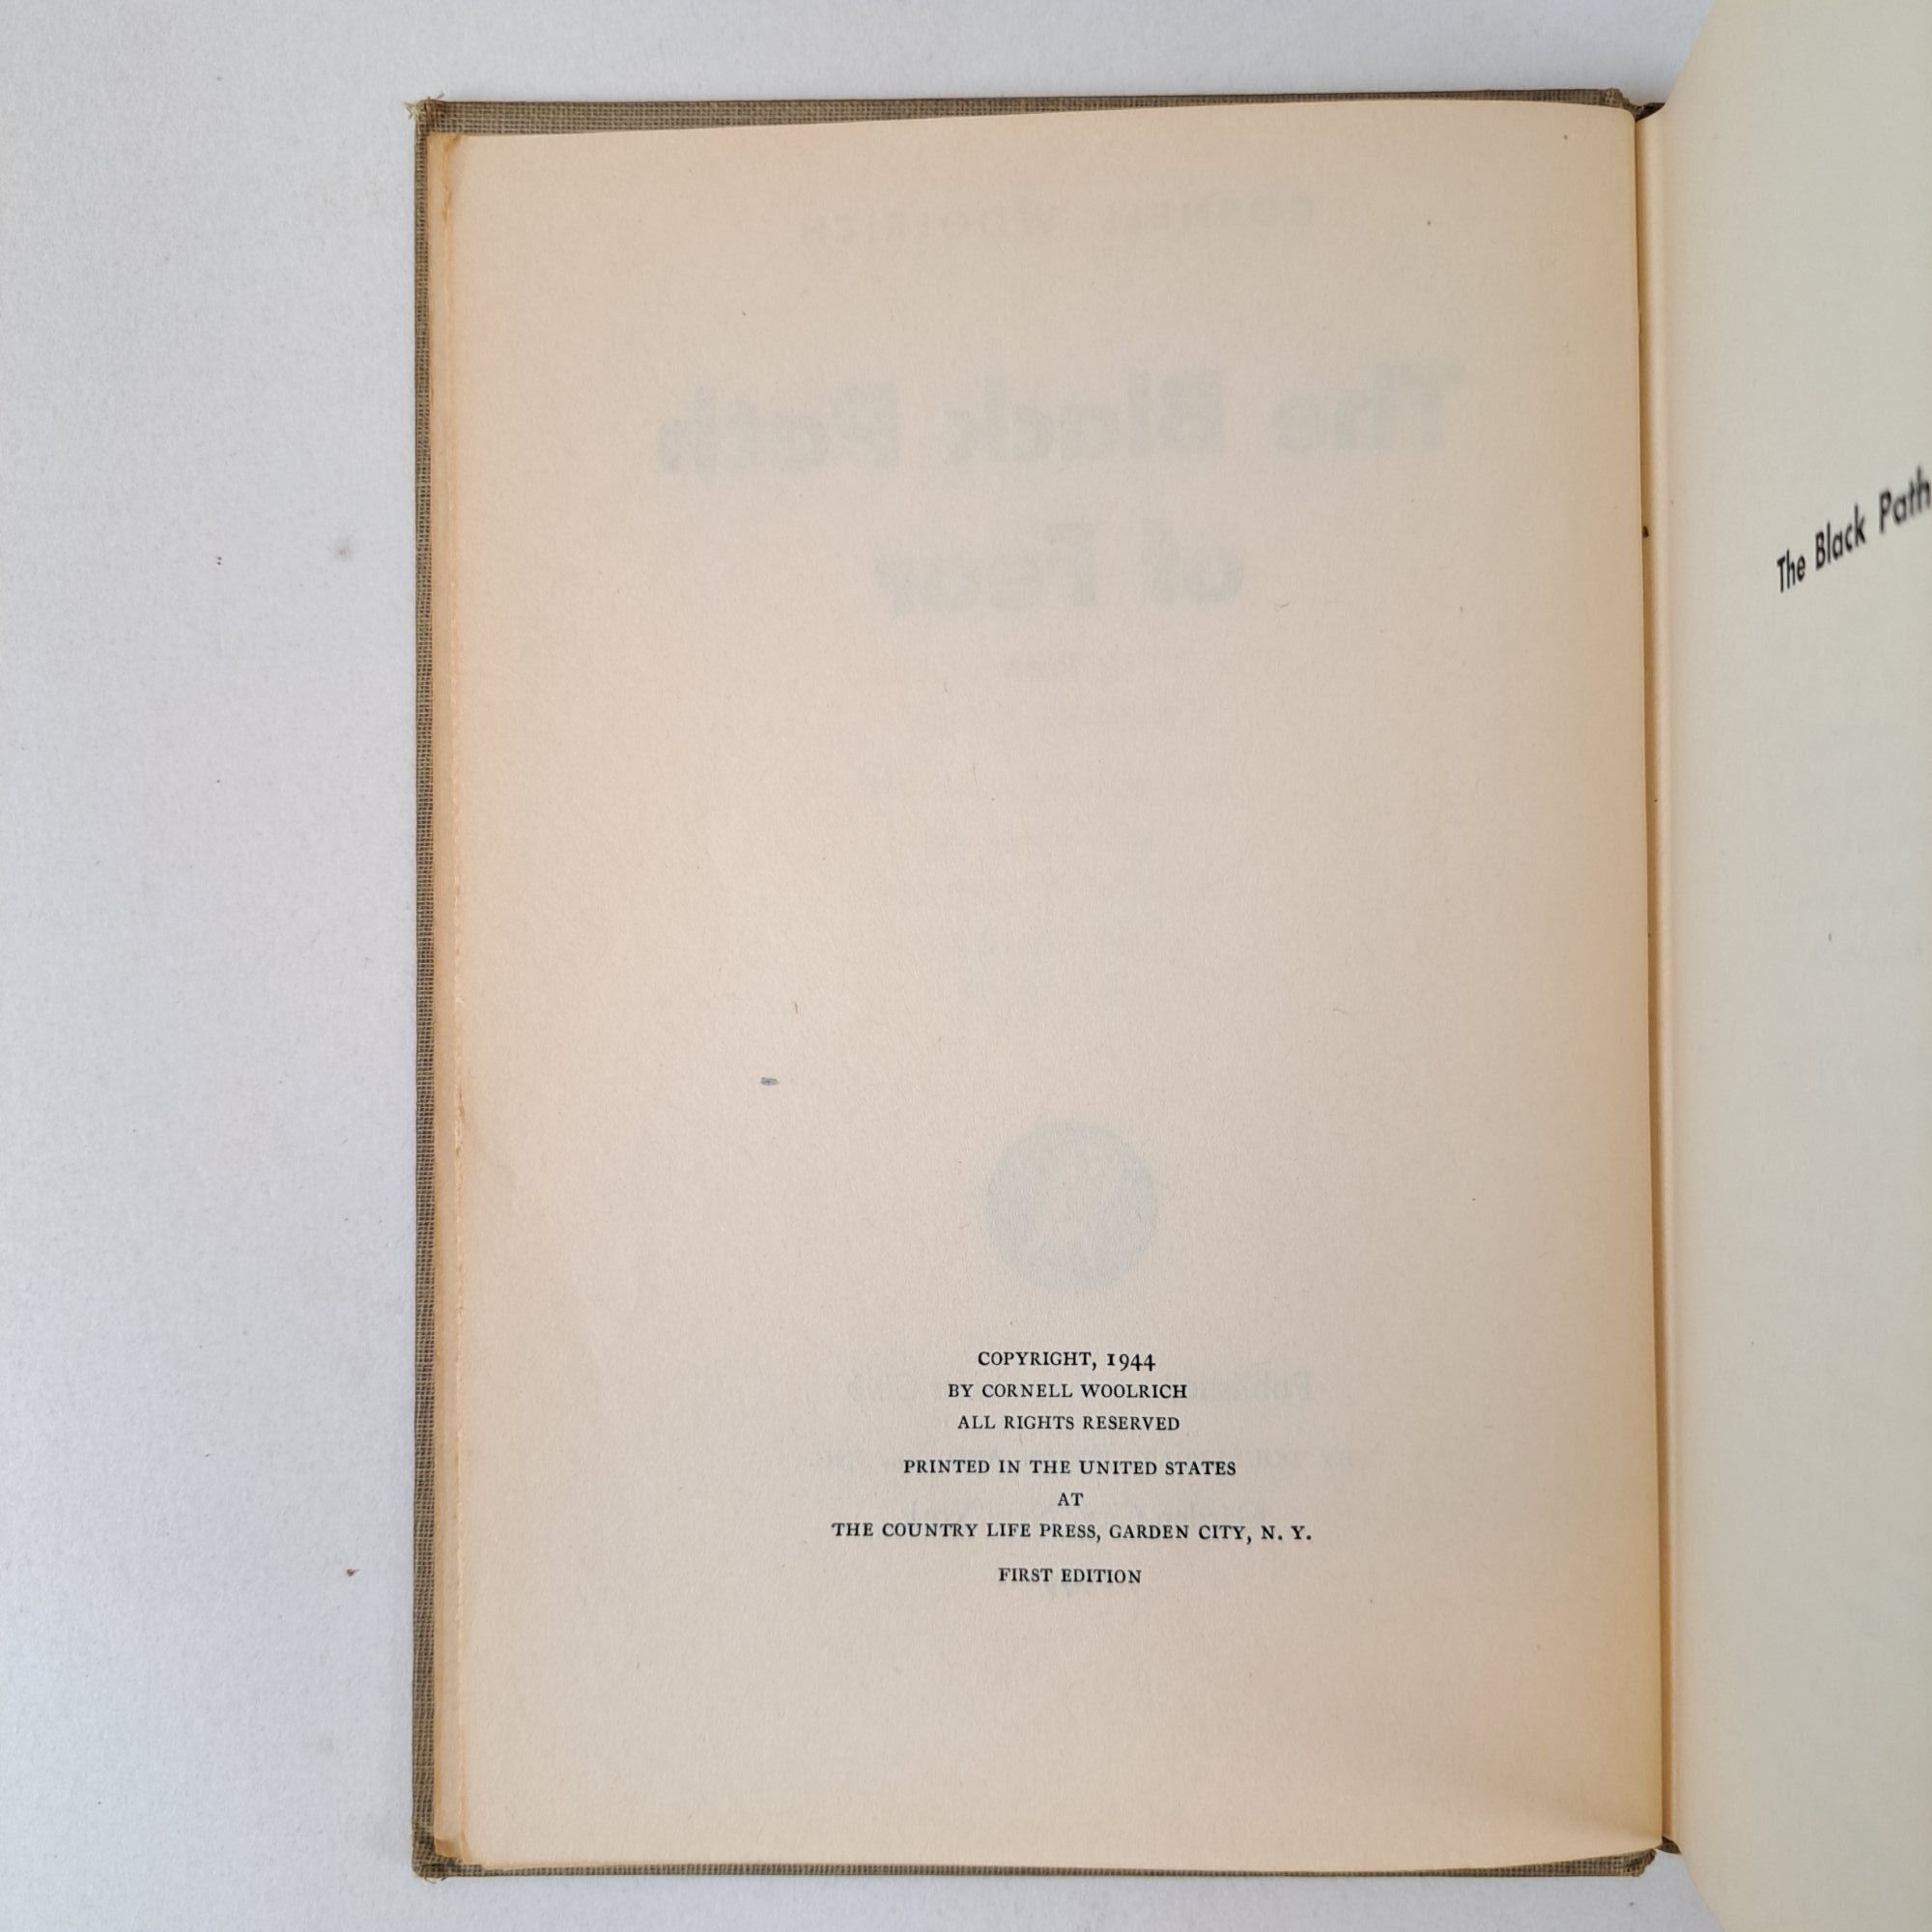 COPYRIGHT, 1944
BY CORNELL WOOLRICH
ALL RIGHTS RESERVED
PRINTED IN THE UNITED STATES
AT
THE COUNTRY LIFE PRESS, GARDEN CITY, N. Y.
FIRST EDITION
The Black Path